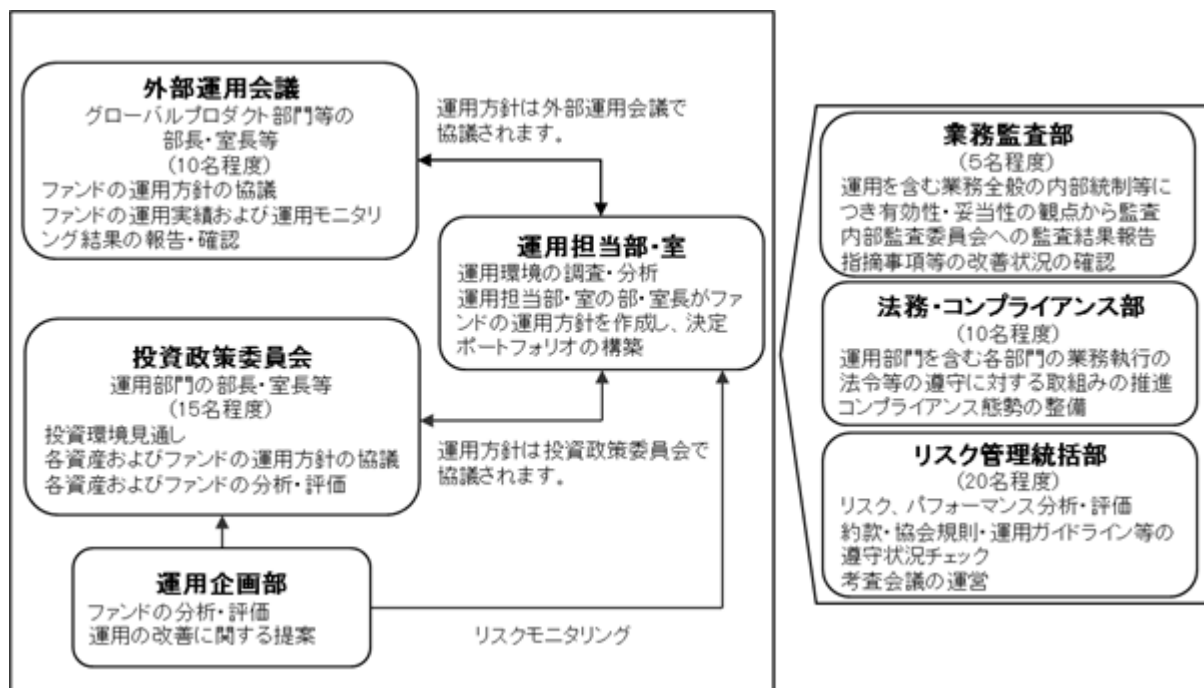 外部運用会議
グローバルプロダクト部門等の
部長・室長等
(10名程度)
ファンドの運用方針の協議
ファンドの運用実績および運用モニタリ
ング結果の報告・確認
運用方針は外部運用会議で
協議されます。
運用担当部・室
運用環境の調査・分析
運用担当部・室の部・室長がファ
ンドの運用方針を作成し、決定
ポートフォリオの構築
投資政策委員会
運用部門の部長・室長等
(15名程度)
投資環境見通し
各資産およびファンドの運用方針の協議
各資産およびファンドの分析・評価
運用方針は投資政策委員会で
協議されます。
運用企画部
ファンドの分析・評価
運用の改善に関する提案
リスクモニタリング
業務監査部
(5名程度)
運用を含む業務全般の内部統制等に
つき有効性・妥当性の観点から監査
内部監査委員会への監査結果報告
指摘事項等の改善状況の確認
法務・コンプライアンス部
(10名程度)
運用部門を含む各部門の業務執行の
法令等の遵守に対する取組みの推進
コンプライアンス態勢の整備
リスク管理統括部
(20名程度)
リスク、パフォーマンス分析・評価
約款・協会規則・運用ガイドライン等の
遵守状況チェック
考査会議の運営